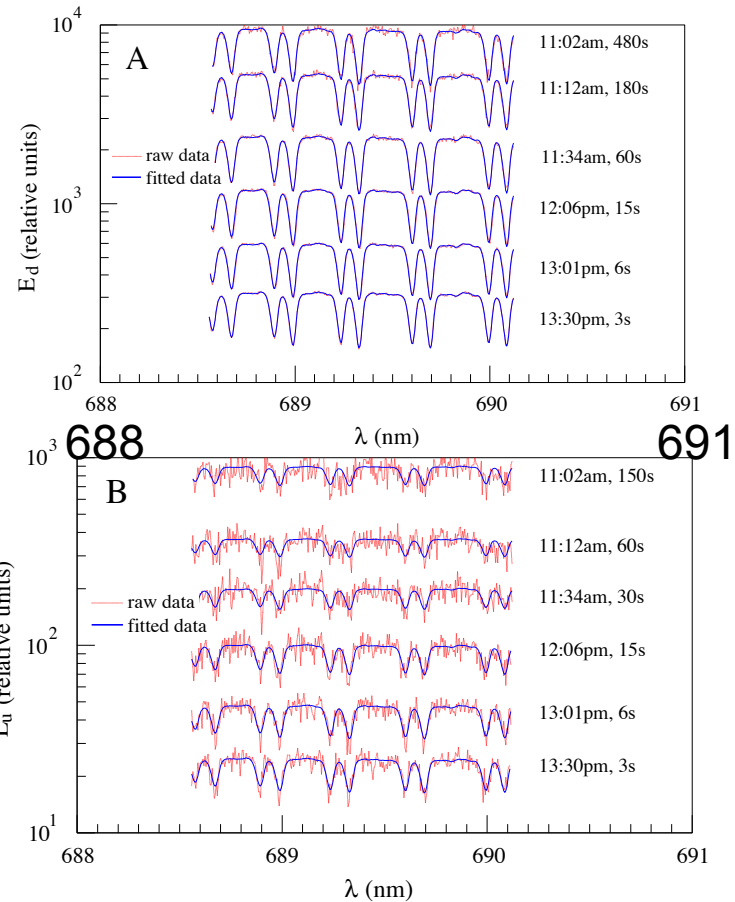 10^4
A
11:02am, 480s
11:12am, 180s
raw data
11:34am, 60s
fitted data
10^3
12:06pm, 15s
E_d (relative units)
13:01pm, 6s
13:30pm, 3s
10^2
688
689
690
691
λ (nm)
688
691
10^3
B
11:02am, 150s
11:12am, 60s
raw data
11:34am, 30s
fitted data
10^2
12:06pm, 15s
L_u (relative units)
13:01pm, 6s
13:30pm, 3s
10^1
688
689
690
691
λ (nm)